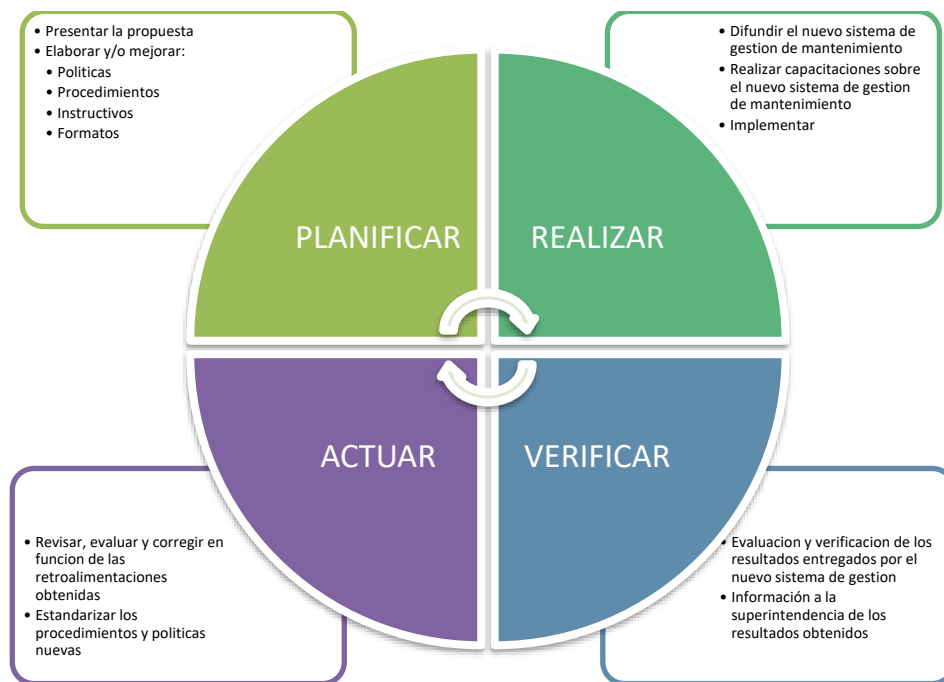 • Presentar la propuesta
• Elaborar y/o mejorar:
• Politicas
• Procedimientos
• Instructivos
• Formatos
• Difundir el nuevo sistema de
gestion de mantenimiento
• Realizar capacitaciones sobre
el nuevo sistema de gestion
de mantenimiento
• Implementar
PLANIFICAR
REALIZAR
ACTUAR
VERIFICAR
• Revisar, evaluar y corregir en
funcion de las
retroalimentaciones
obtenidas
• Estandarizar los
procedimientos y politicas
nuevas
• Evaluacion y verificacion de los
resultados entregados por el
nuevo sistema de gestion
• Información a la
superintendencia de los
resultados obtenidos